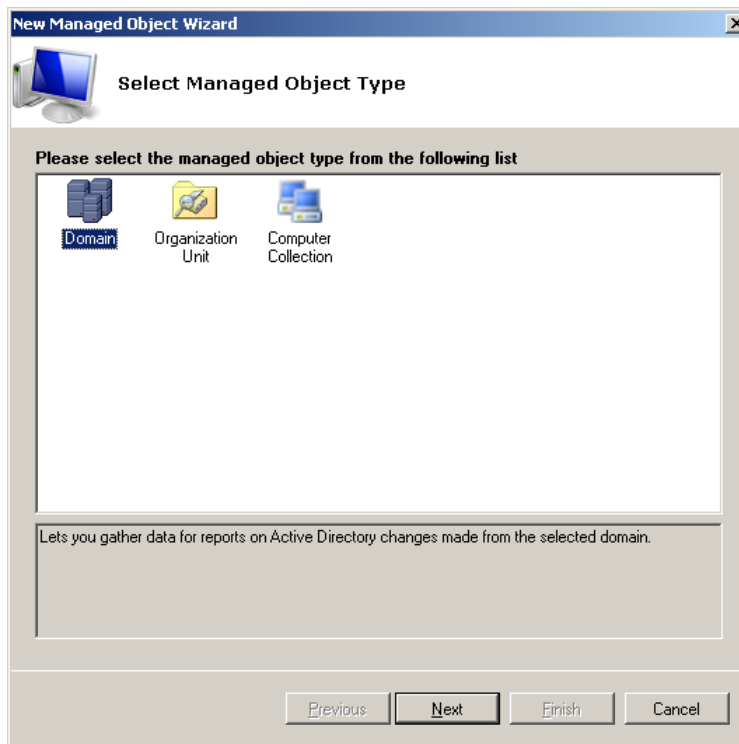 New Managed Object Wizard
Select Managed Object Type
Please select the managed object type from the following list
Domain
Organization
Unit
Computer
Collection
Lets you gather data for reports on Active Directory changes made from the selected domain.
Previous
Next
Finish
Cancel